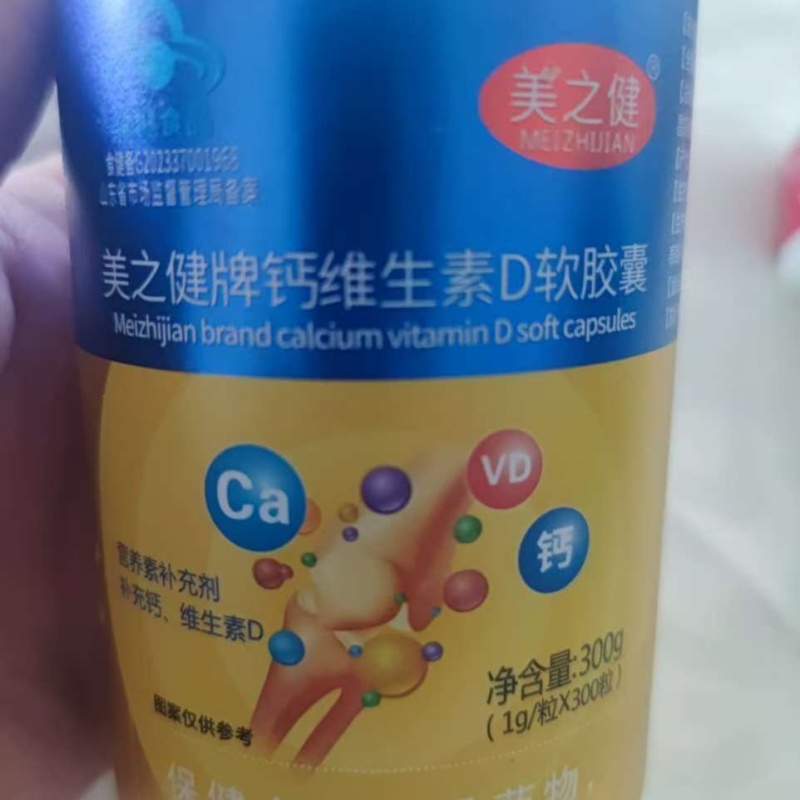 美之健®
MEIZHIJIAN
食健备G202337001968
山东省市场监督管理局备案
美之健牌钙维生素D软胶囊
Meizhijian brand calcium vitamin D soft capsules
Ca
VD
钙
营养素补充剂
补充钙、维生素D
净含量:300g
(1g/粒X300粒)
图案仅供参考
保健
药物,